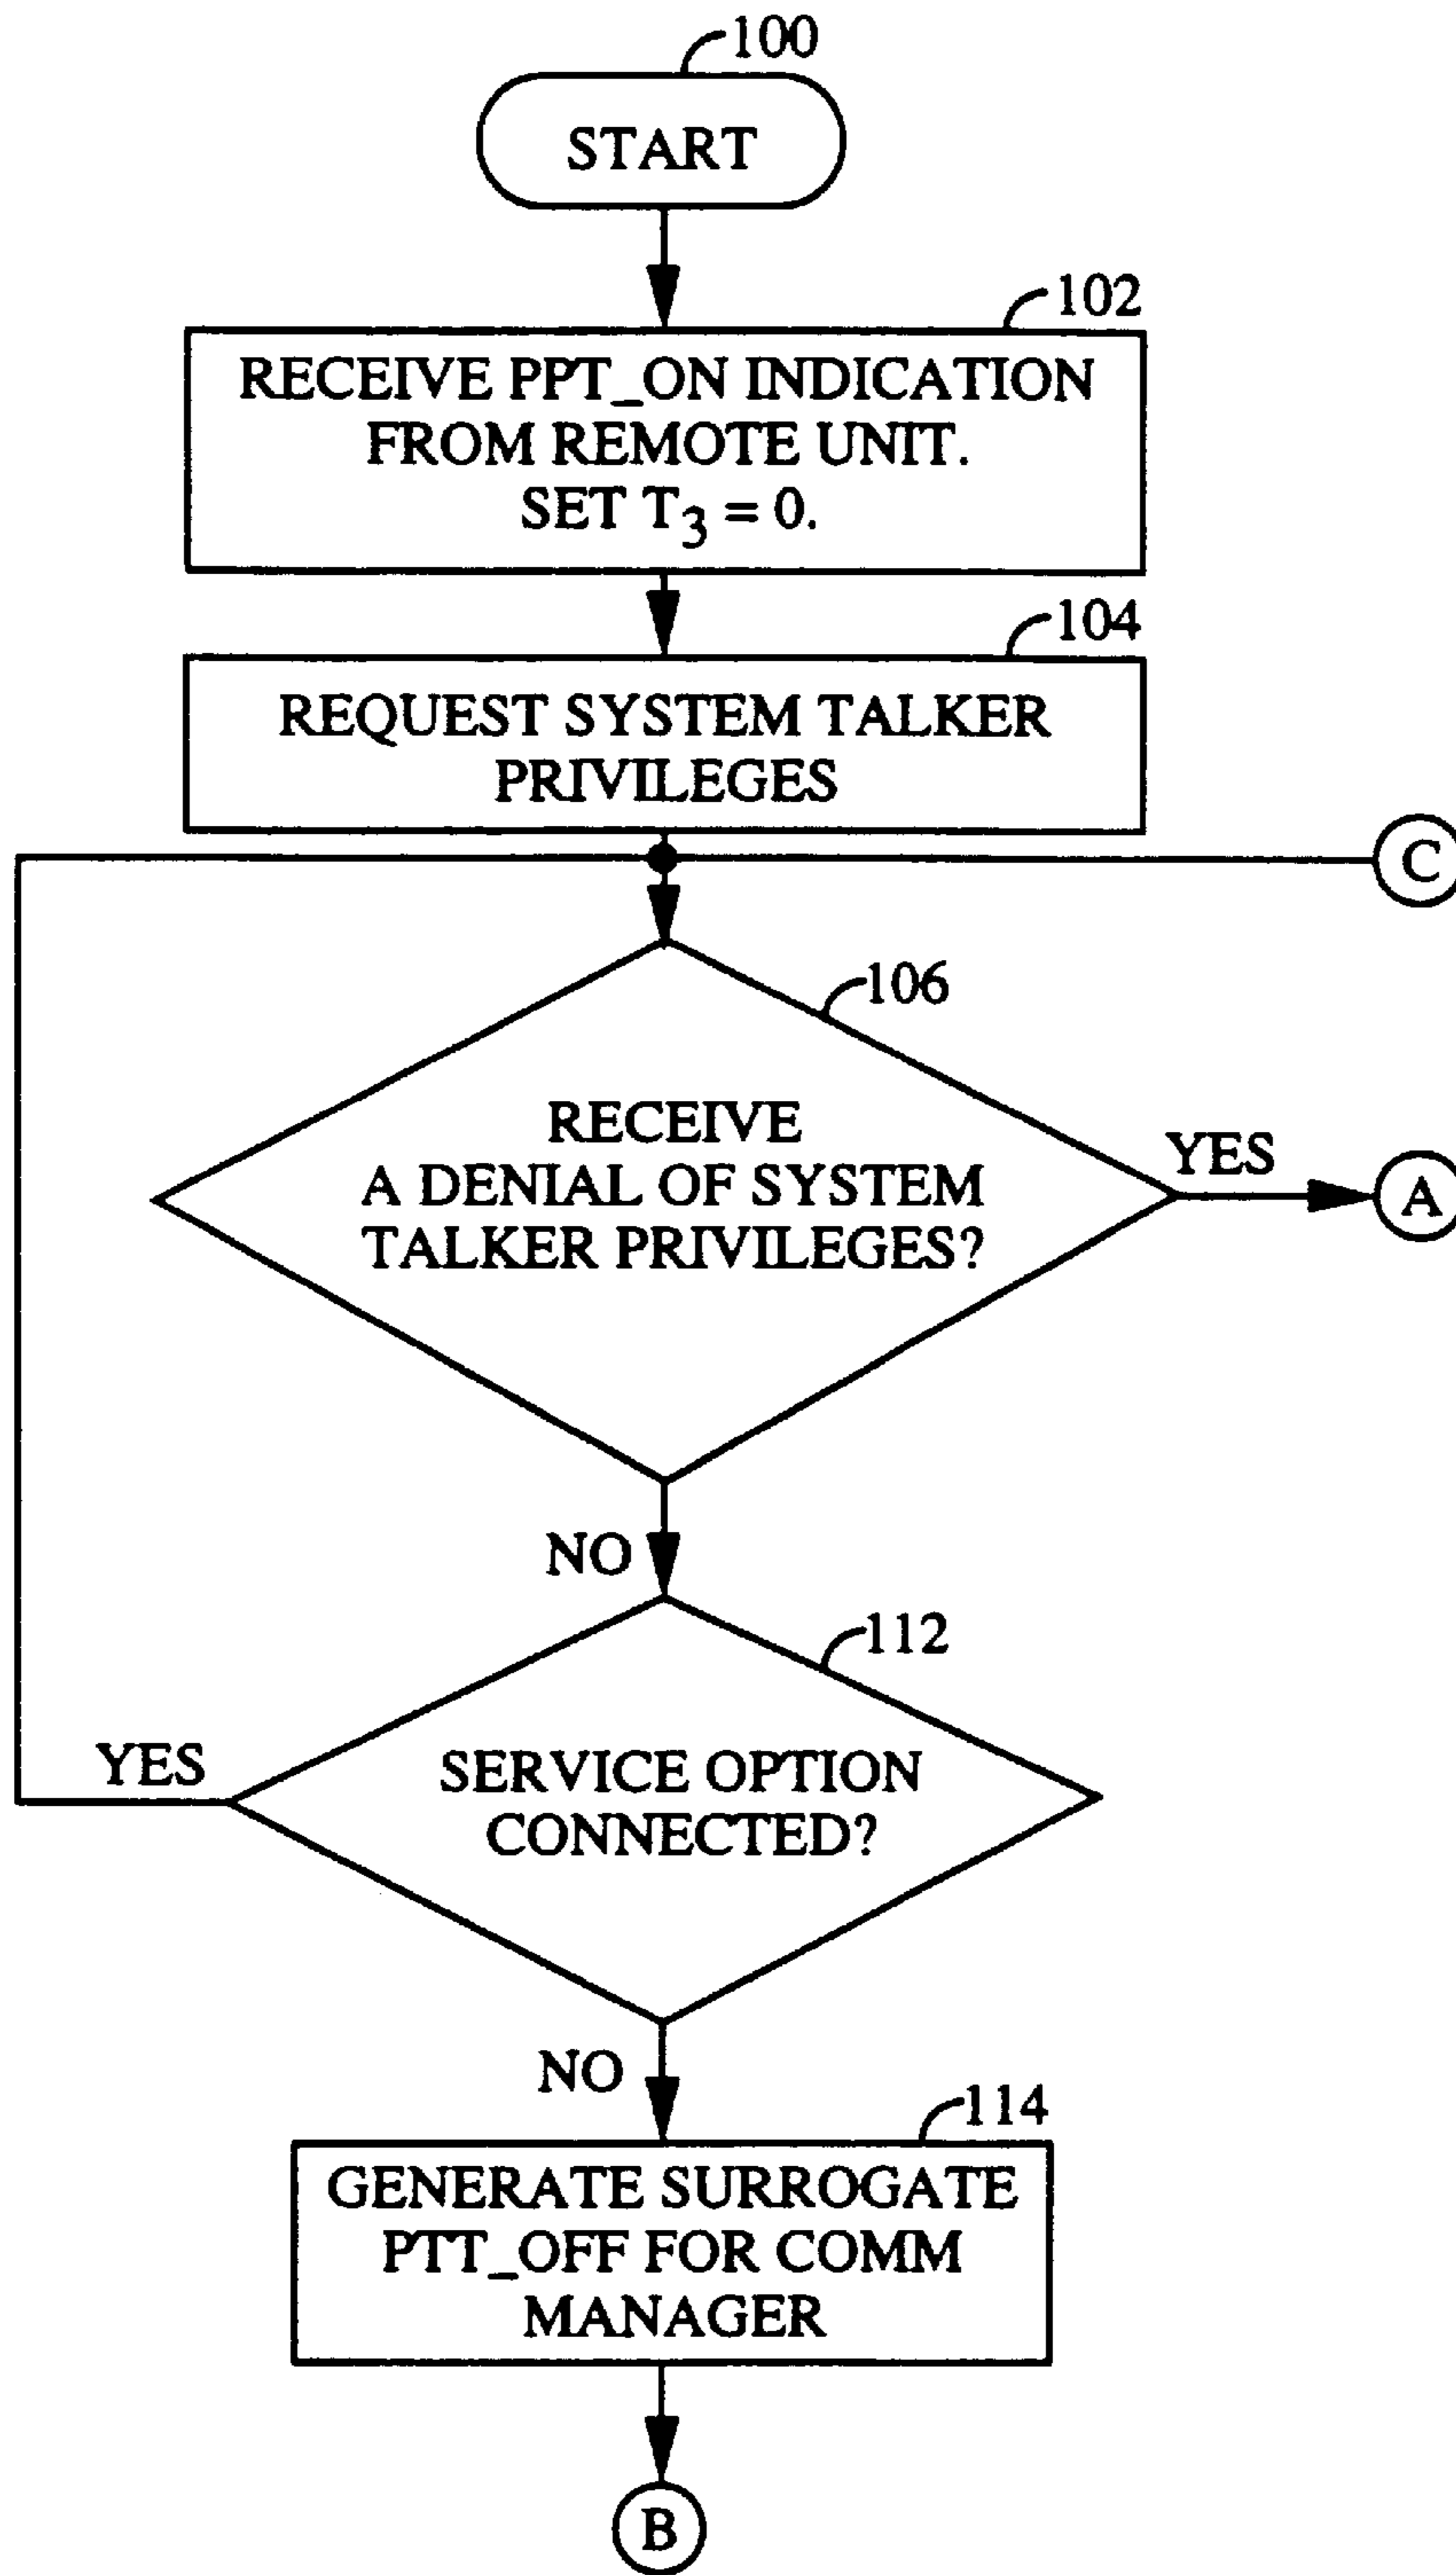 100
START
102
RECEIVE PPT_ON INDICATION
FROM REMOTE UNIT.
SET T3 = 0.
104
REQUEST SYSTEM TALKER
PRIVILEGES
C
106
RECEIVE
A DENIAL OF SYSTEM
TALKER PRIVILEGES?
YES
A
NO
112
SERVICE OPTION
CONNECTED?
YES
NO
114
GENERATE SURROGATE
PTT_OFF FOR COMM
MANAGER
B